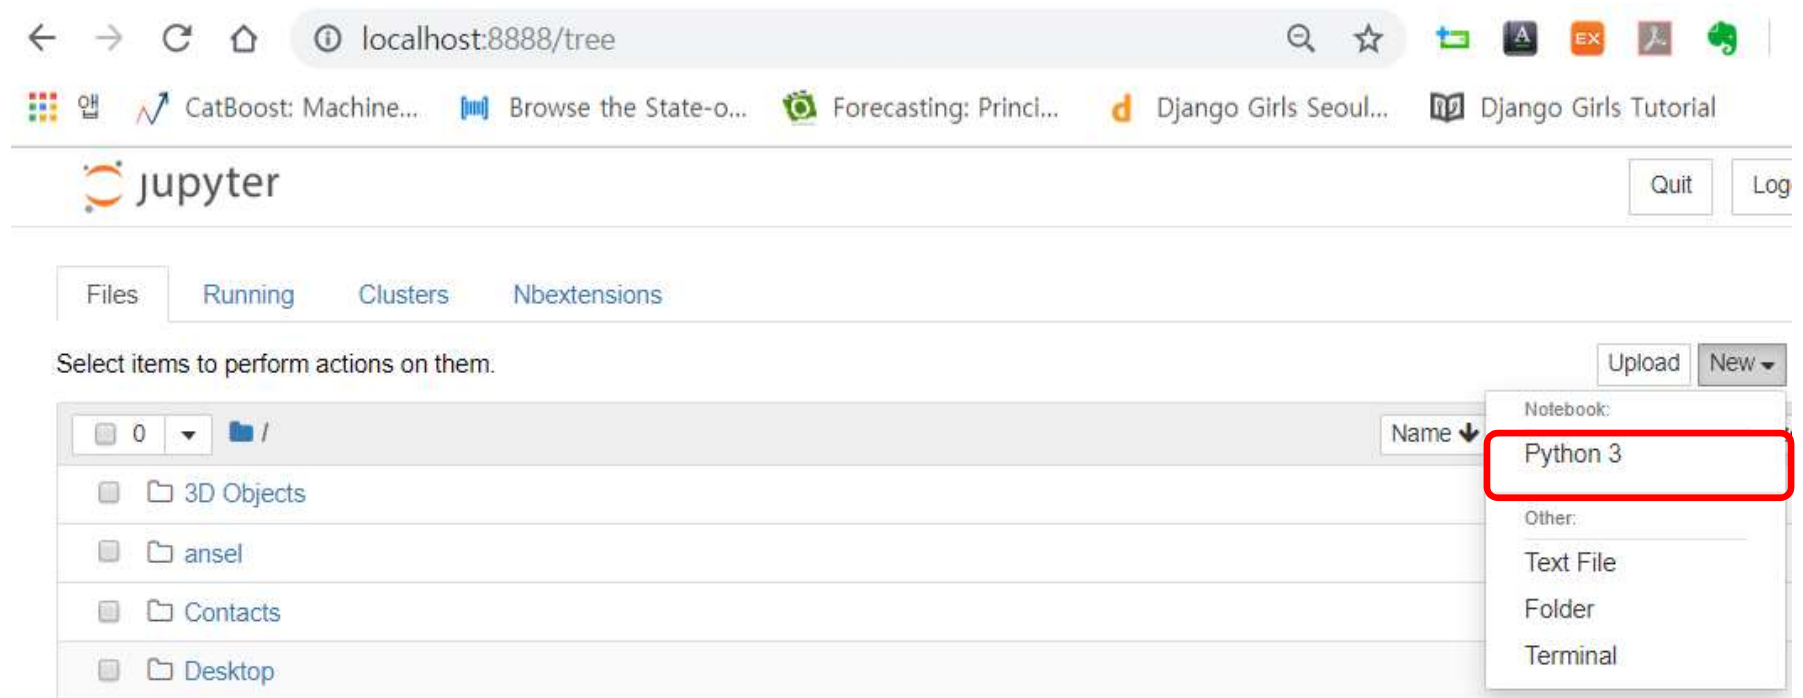 localhost:8888/tree
앱 CatBoost: Machine... Browse the State-o... Forecasting: Princi... Django Girls Seoul... Django Girls Tutorial
jupyter
Quit Log
Files Running Clusters Nbextensions
Select items to perform actions on them.
Upload New
0 / Name
Notebook:
Python 3
3D Objects
Other:
ansel
Text File
Contacts
Folder
Desktop
Terminal